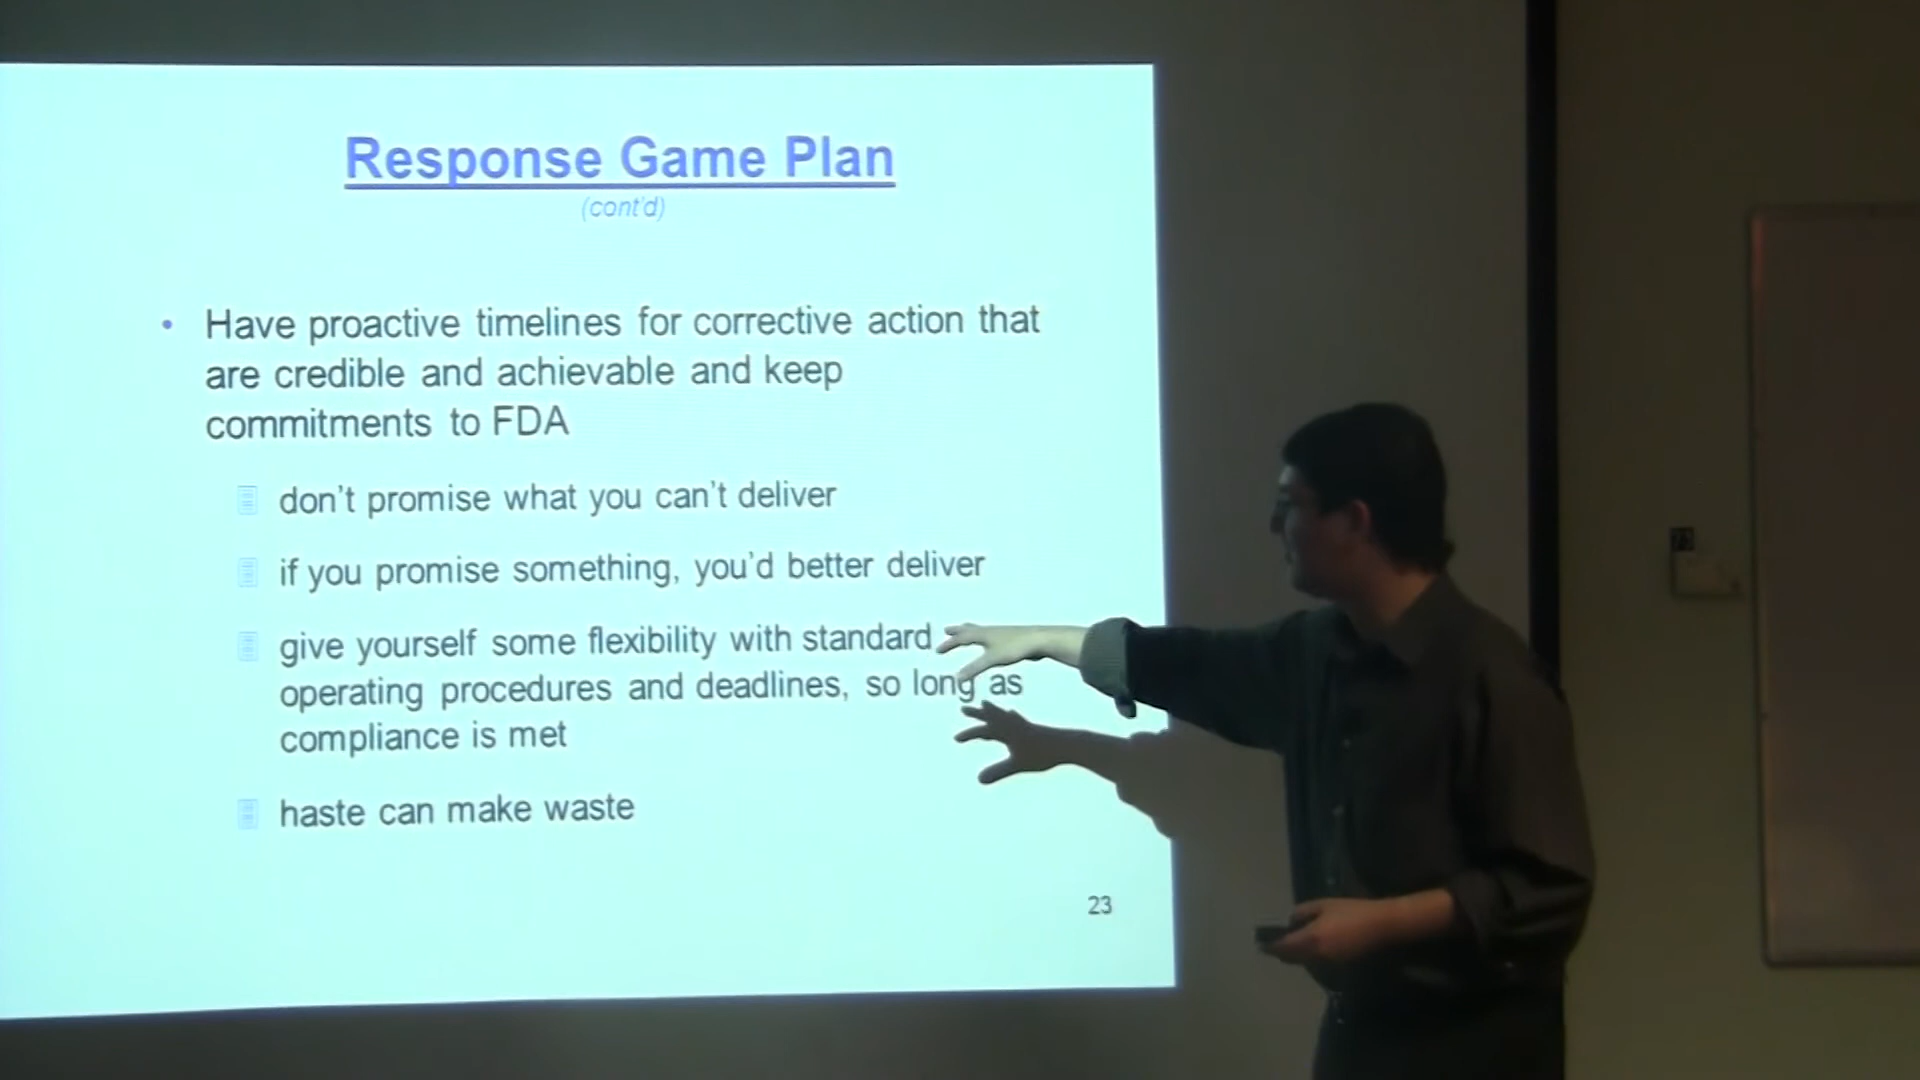 Response Game Plan
(cont'd)
• Have proactive timelines for corrective action that
are credible and achievable and keep
commitments to FDA
don't promise what you can't deliver
if you promise something, you'd better deliver
give yourself some flexibility with standard
operating procedures and deadlines, so long as
compliance is met
haste can make waste
23